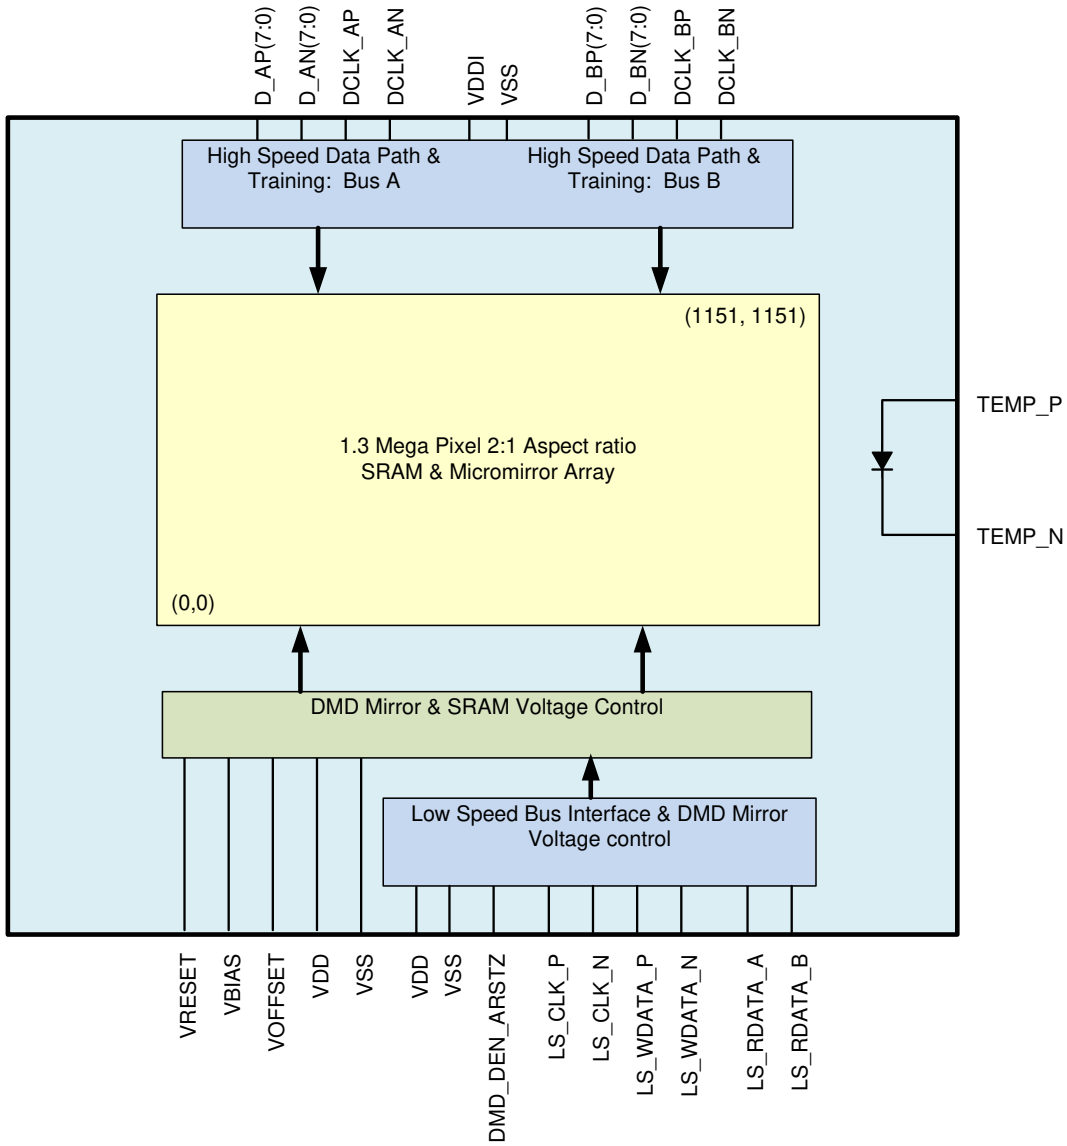 D_AP(7:0)
D_AN(7:0)
DCLK_AP
DCLK_AN
VDDI
VSS
D_BP(7:0)
D_BN(7:0)
DCLK_BP
DCLK_BN
High Speed Data Path &
Training: Bus A
High Speed Data Path &
Training: Bus B
(1151, 1151)
TEMP_P
1.3 Mega Pixel 2:1 Aspect ratio
SRAM & Micromirror Array
TEMP_N
(0,0)
DMD Mirror & SRAM Voltage Control
Low Speed Bus Interface & DMD Mirror
Voltage control
VRESET
VBIAS
VOFFSET
VDD
VSS
VDD
VSS
DMD_DEN_ARSTZ
LS_CLK_P
LS_CLK_N
LS_WDATA_P
LS_WDATA_N
LS_RDATA_A
LS_RDATA_B